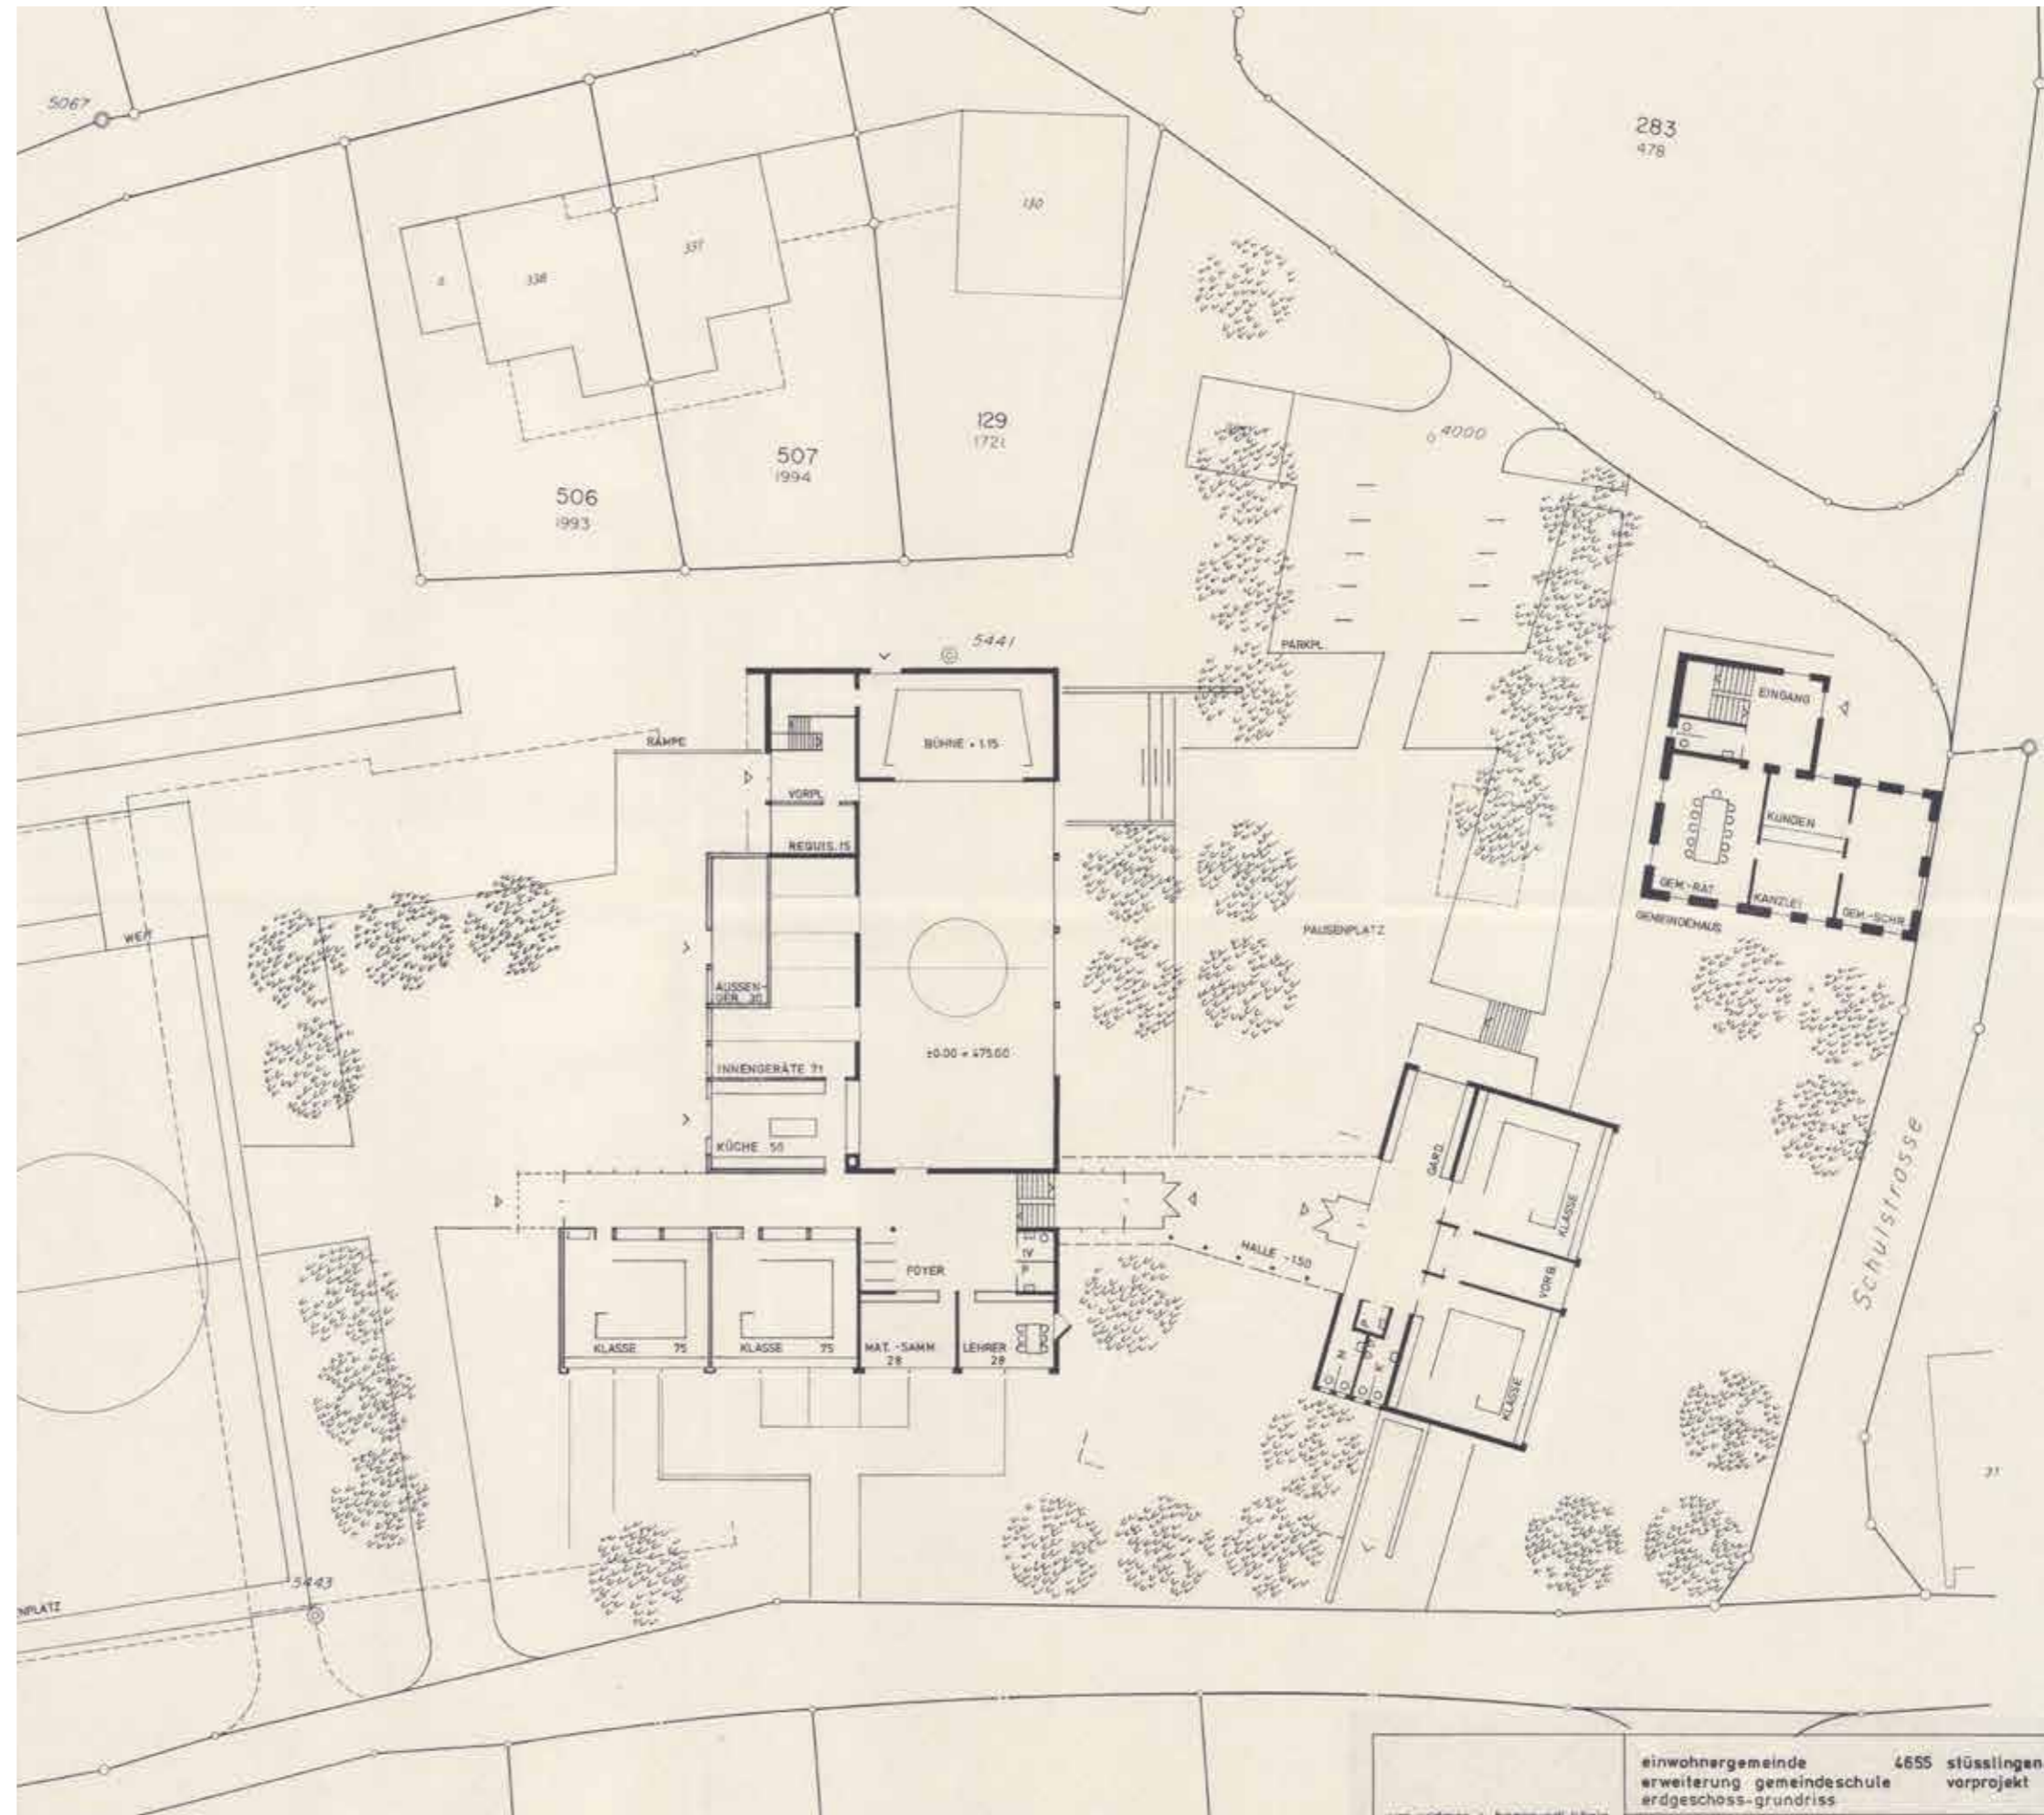 5067
283
478
130
337
338
129
1721
4000
507
1994
506
1993
5441
PARKPL.
EINGANG
RAMPE
BÜHNE + 1.15
VORPL.
KUNDEN
REQUIS. 15
GEM.-RAT
KANZLEI
GEM.-SCHR.
GEMEINDEHAUS
PAUSENPLATZ
AUSSEN-
GER. 30
±0.00 = 475.00
INNENGERÄTE 71
KÜCHE 50
GARD.
KLASSE
Schulstrasse
HALLE -1.50
IV
P
FOYER
VORB.
KLASSE 75
KLASSE 75
MAT.-SAMM.
28
LEHRER
28
P
M
K
KLASSE
31
5443
NPLATZ
einwohnergemeinde 4655 stüsslingen
erweiterung gemeindeschule vorprojekt
erdgeschoss-grundriss